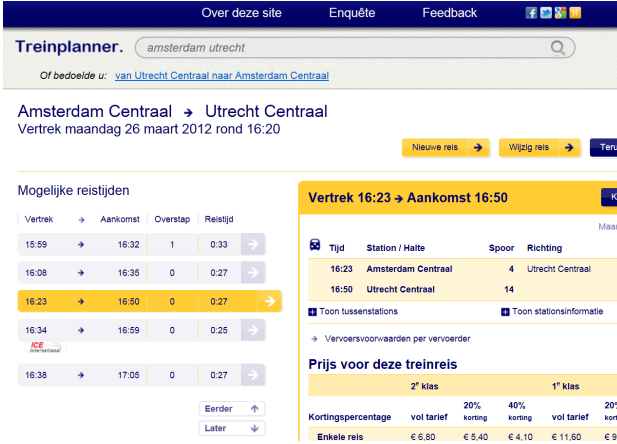 Over deze site Enquête Feedback
Treinplanner. amsterdam utrecht
Of bedoelde u: van Utrecht Centraal naar Amsterdam Centraal
Amsterdam Centraal → Utrecht Centraal
Vertrek maandag 26 maart 2012 rond 16:20
Nieuwe reis → Wijzig reis → Teru
Mogelijke reistijden
Vertrek → Aankomst Overstap Reistijd
15:59 → 16:32 1 0:33 →
16:08 → 16:35 0 0:27 →
16:23 → 16:50 0 0:27 →
16:34 → 16:59 0 0:25 →
ICE
International
16:38 → 17:05 0 0:27 →
Eerder ↑
Later ↓
Vertrek 16:23 → Aankomst 16:50 K
Maar
Tijd Station / Halte Spoor Richting
16:23 Amsterdam Centraal 4 Utrecht Centraal
16:50 Utrecht Centraal 14
+ Toon tussenstations + Toon stationsinformatie
→ Vervoersvoorwaarden per vervoerder
Prijs voor deze treinreis
2e klas 1e klas
Kortingspercentage vol tarief 20% korting 40% korting vol tarief 20% kort
Enkele reis € 6,80 € 5,40 € 4,10 € 11,60 € 9